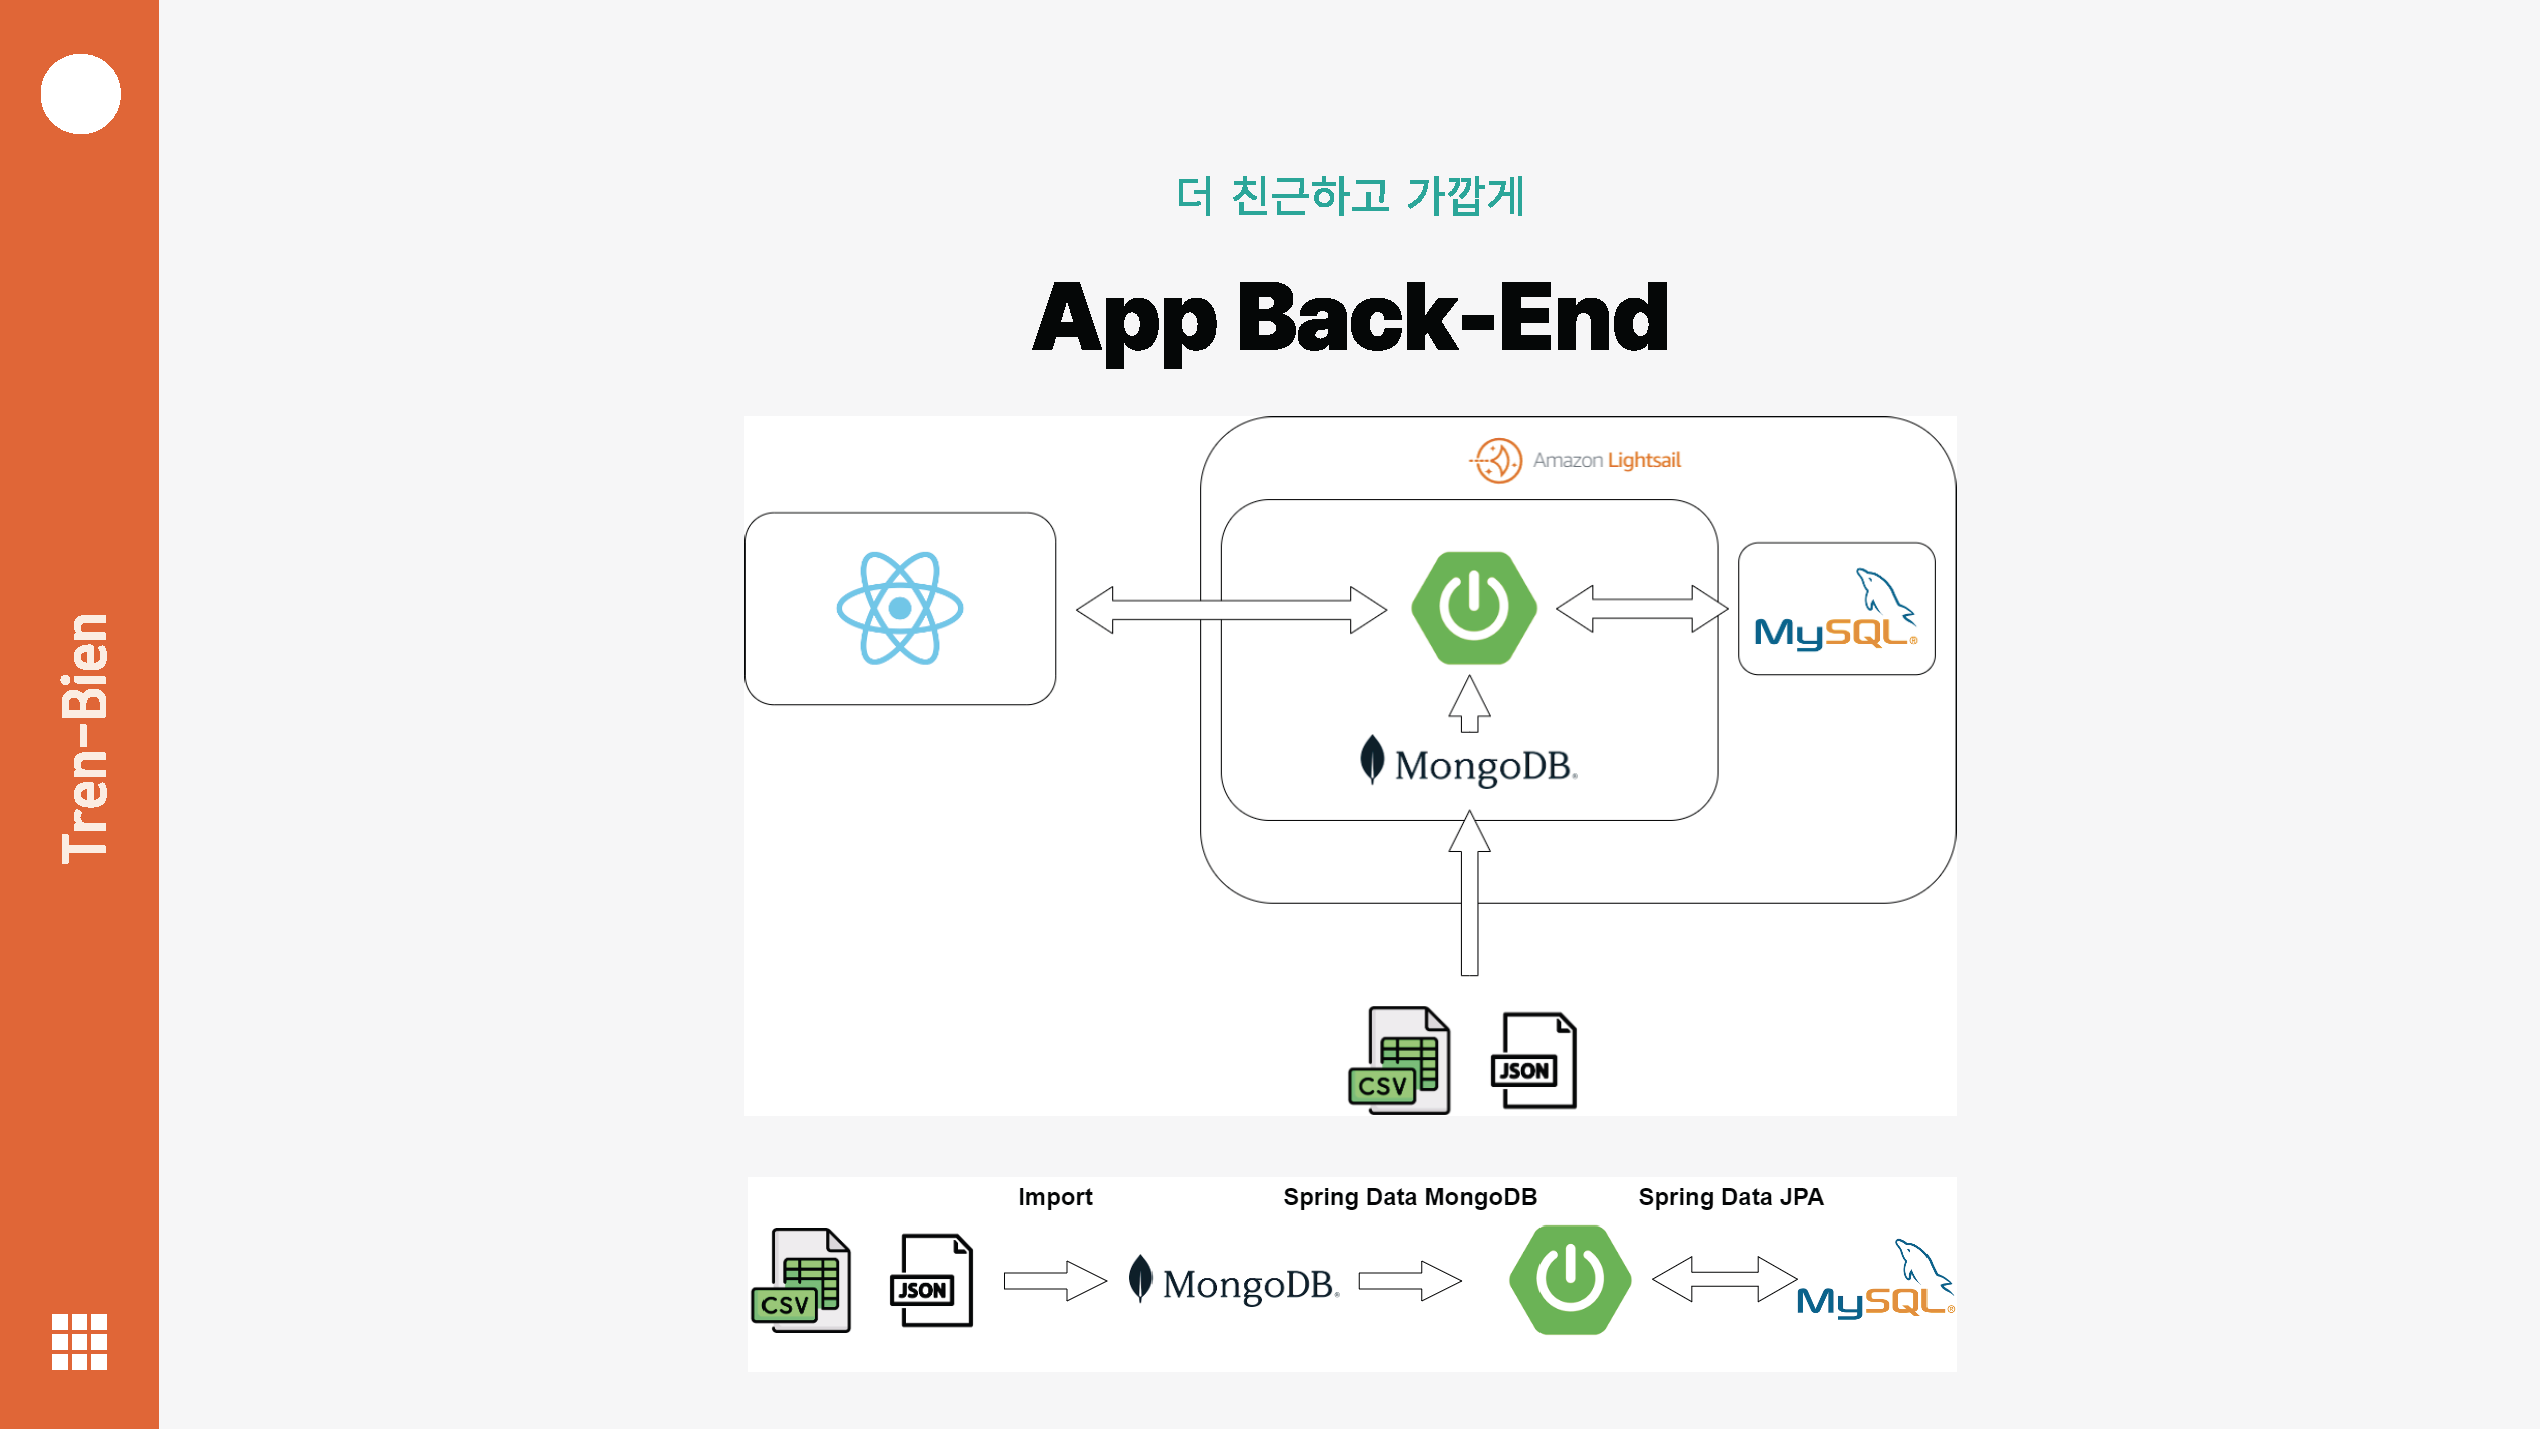 더 친근하고 가깝게
App Back-End
Tren-Bien
Amazon Lightsail
MySQL®
MongoDB®
CSV
JSON
Import
Spring Data MongoDB
Spring Data JPA
CSV
JSON
MongoDB®
MySQL®